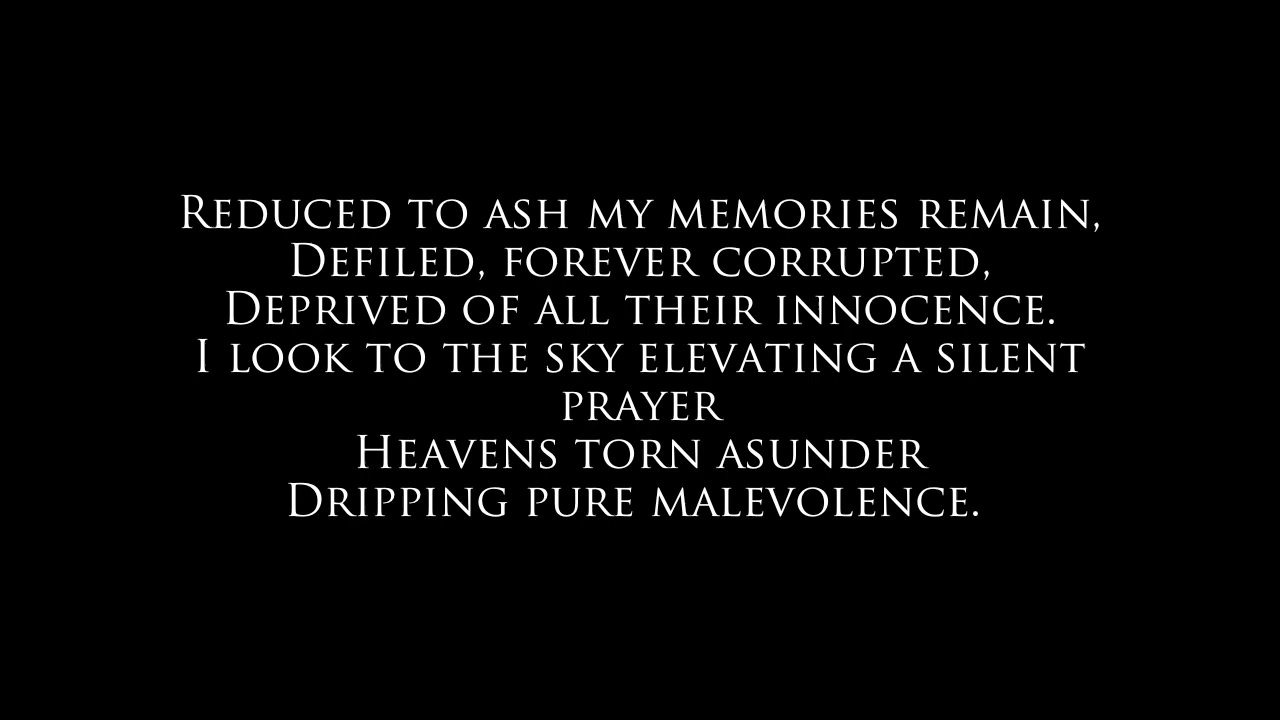 Reduced to ash my memories remain,
Defiled, forever corrupted,
Deprived of all their innocence.
I look to the sky elevating a silent
prayer
Heavens torn asunder
Dripping pure malevolence.